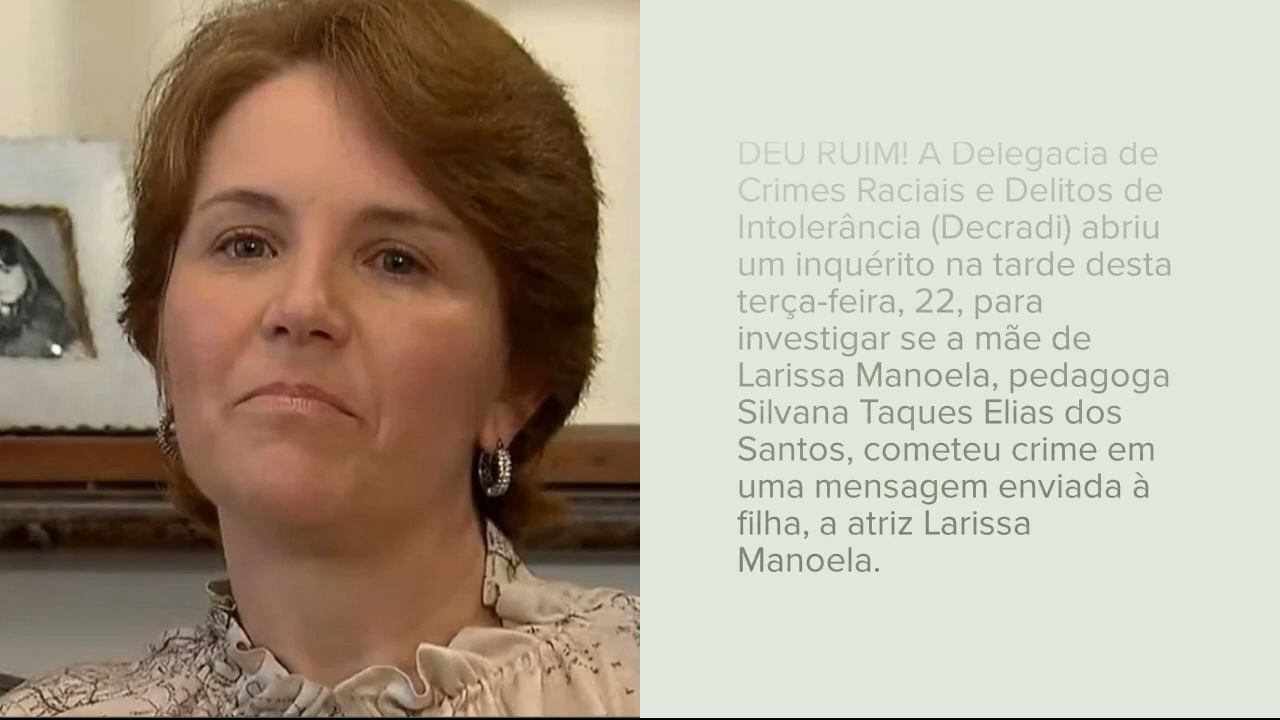 DEU RUIM! A Delegacia de
Crimes Raciais e Delitos de
Intolerância (Decradi) abriu
um inquérito na tarde desta
terça-feira, 22, para
investigar se a mãe de
Larissa Manoela, pedagoga
Silvana Taques Elias dos
Santos, cometeu crime em
uma mensagem enviada à
filha, a atriz Larissa
Manoela.